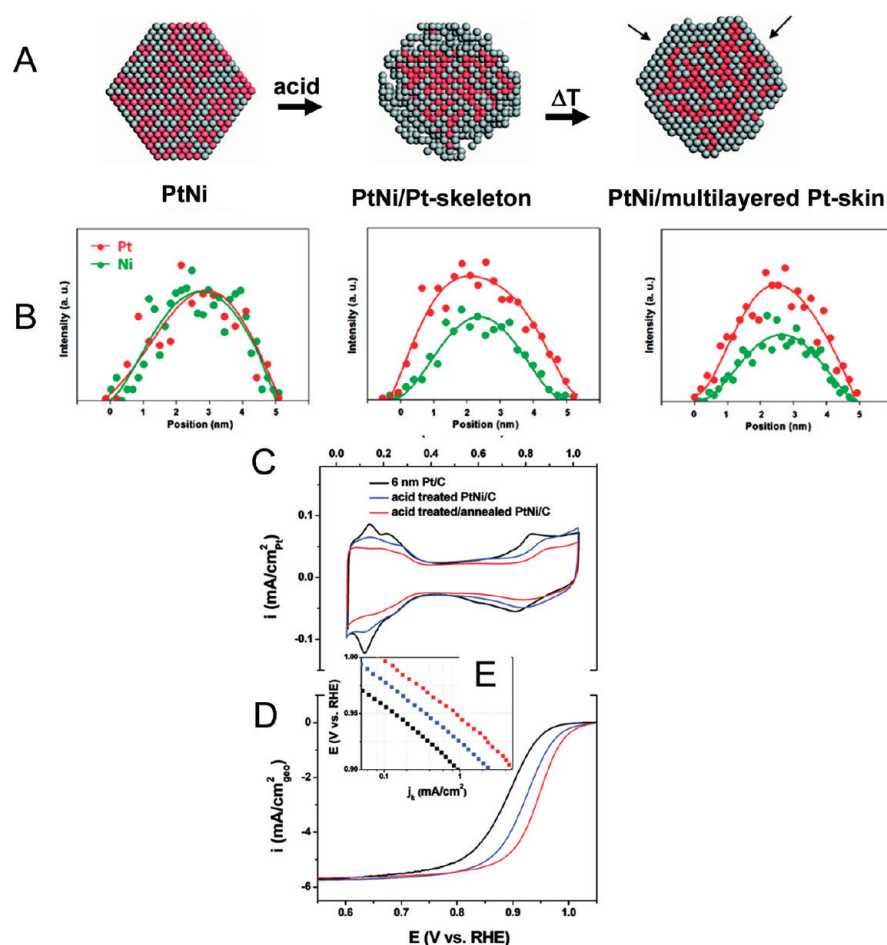 A
acid
ΔT
PtNi
PtNi/Pt-skeleton
PtNi/multilayered Pt-skin
B
Intensity (a. u.)
Pt
Ni
0 1 2 3 4 5
Position (nm)
Intensity (a. u.)
0 1 2 3 4 5
Position (nm)
Intensity (a. u.)
0 1 2 3 4 5
Position (nm)
C
0.0 0.2 0.4 0.6 0.8 1.0
6 nm Pt/C
acid treated PtNi/C
acid treated/annealed PtNi/C
i (mA/cm²Pt)
0.1
0.0
-0.1
E
E (V vs. RHE)
1.00
0.95
0.90
0.1 1
jk (mA/cm²)
D
i (mA/cm²geo)
0
-2
-4
-6
0.6 0.7 0.8 0.9 1.0
E (V vs. RHE)